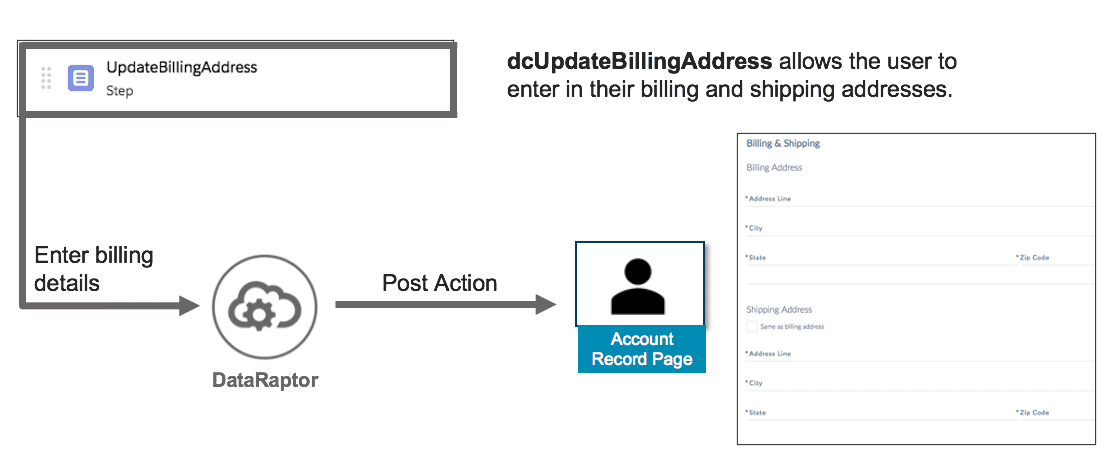 UpdateBillingAddress
Step
dcUpdateBillingAddress allows the user to
enter in their billing and shipping addresses.
Enter billing
details
DataRaptor
Post Action
Account
Record Page
Billing & Shipping
Billing Address
*Address Line
*City
*State *Zip Code
Shipping Address
Same as billing address
*Address Line
*City
*State *Zip Code